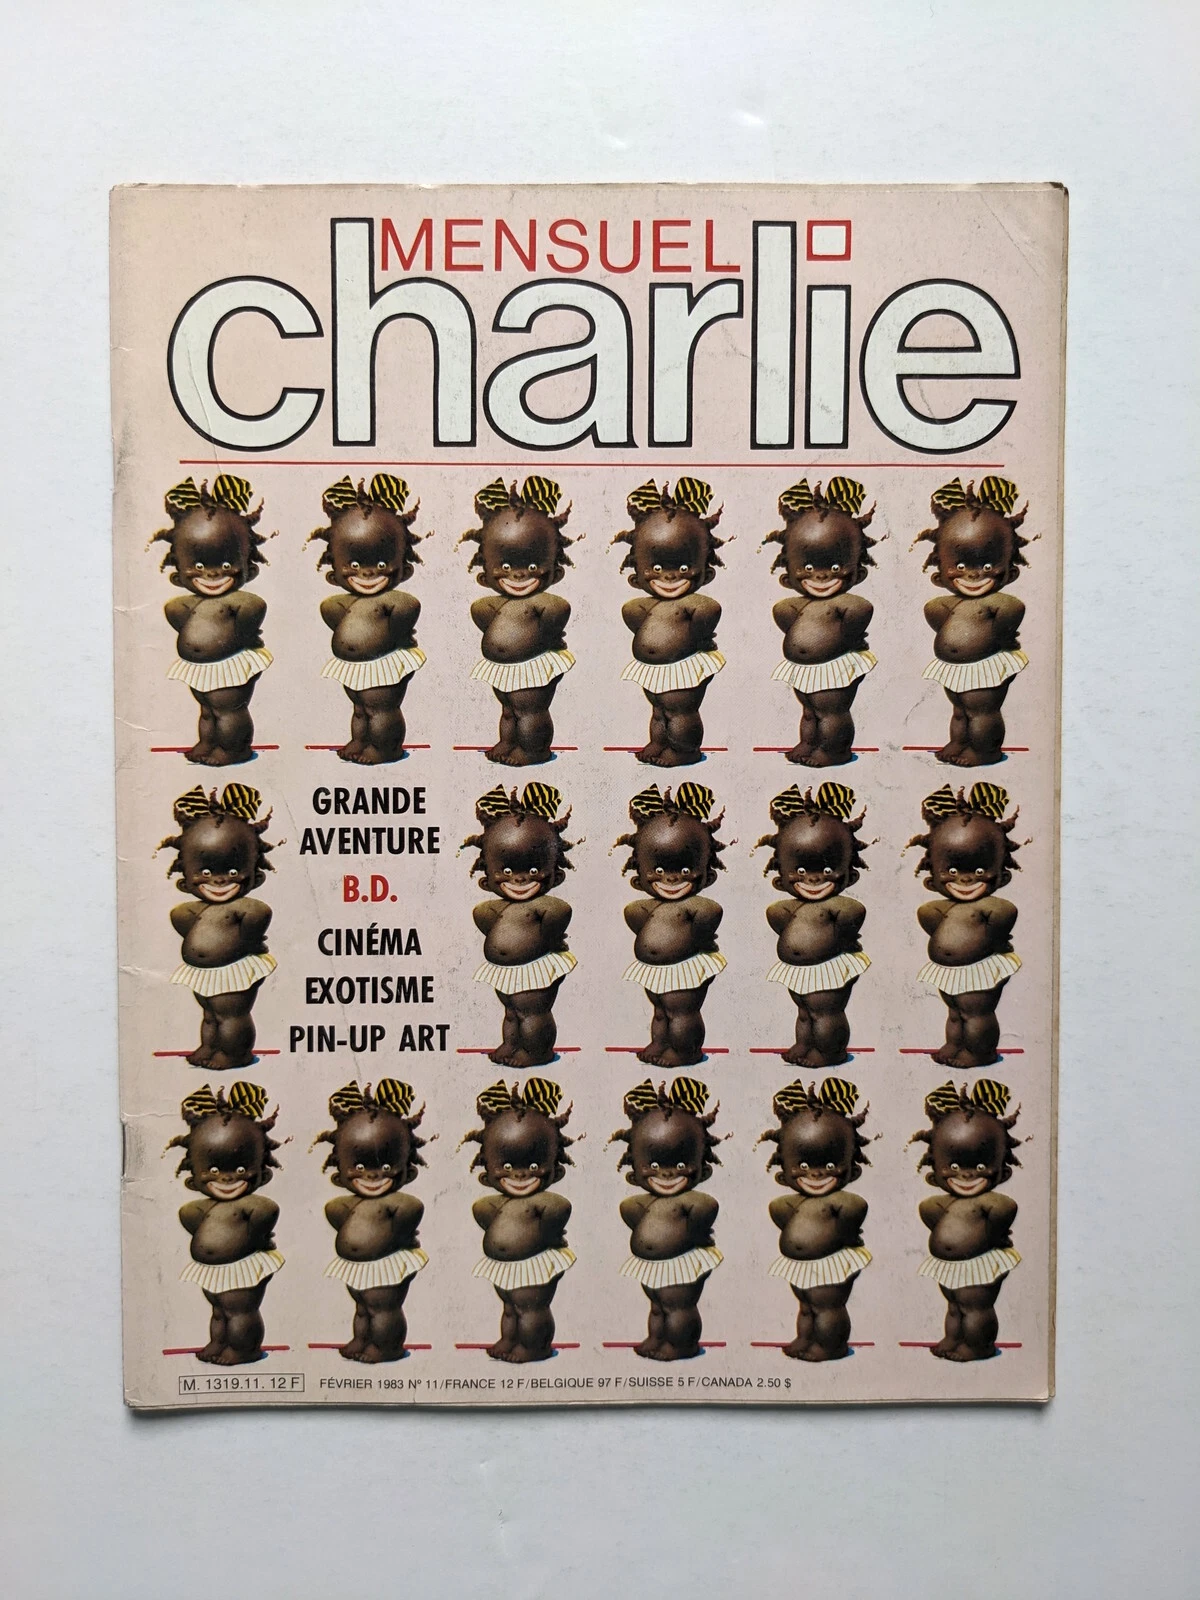 MENSUEL
charlie
GRANDE
AVENTURE
B.D.
CINÉMA
EXOTISME
PIN-UP ART
M. 1319.11. 12 F
FÉVRIER 1983 Nº 11/FRANCE 12 F/BELGIQUE 97 F/SUISSE 5 F/CANADA 2.50 $